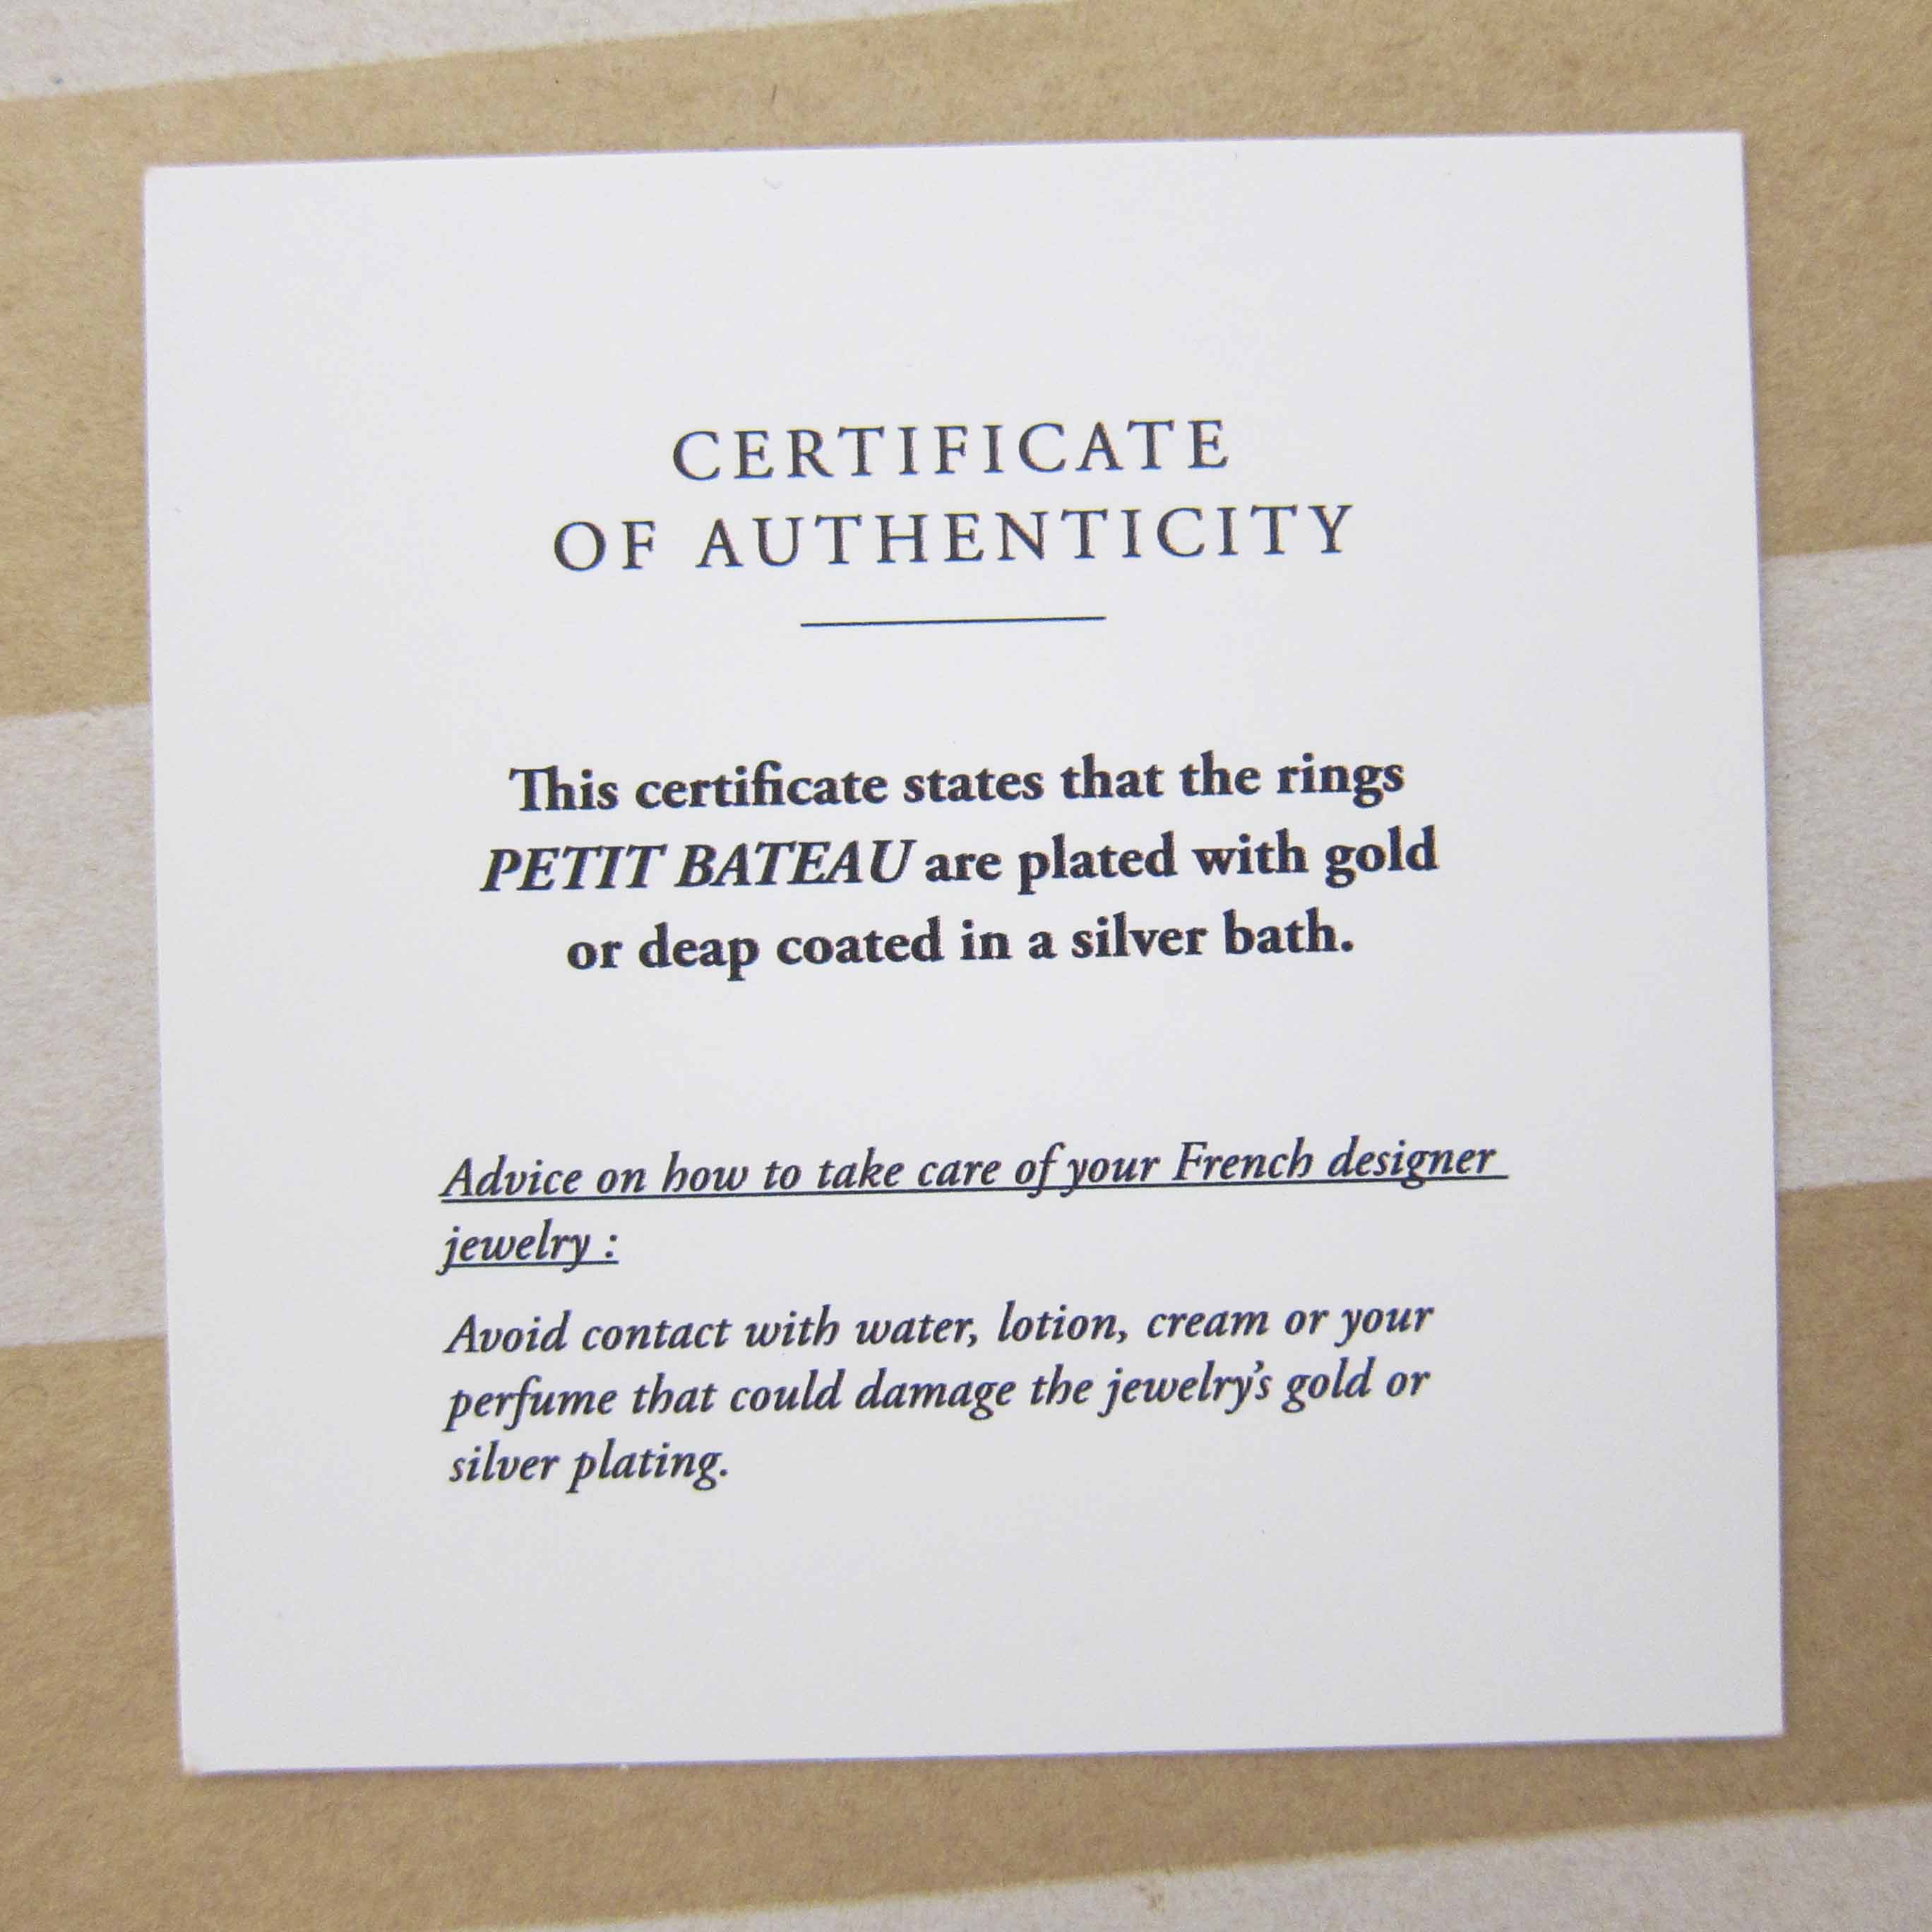 CERTIFICATE
OF AUTHENTICITY
This certificate states that the rings
PETIT BATEAU are plated with gold
or deap coated in a silver bath.
Advice on how to take care of your French designer
jewelry :
Avoid contact with water, lotion, cream or your
perfume that could damage the jewelry's gold or
silver plating.